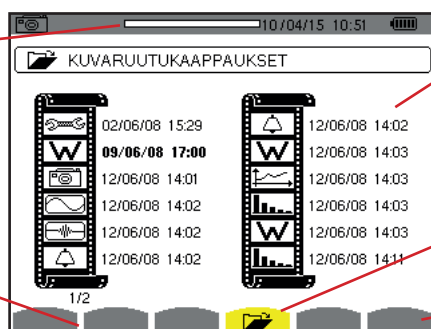 10/04/15 10:51
KUVARUUTUKAAPPAUKSET
02/06/08 15:29
W 09/06/08 17:00
12/06/08 14:01
12/06/08 14:02
12/06/08 14:02
12/06/08 14:02
12/06/08 14:02
W 12/06/08 14:03
12/06/08 14:03
12/06/08 14:03
W 12/06/08 14:03
12/06/08 14:11
1/2